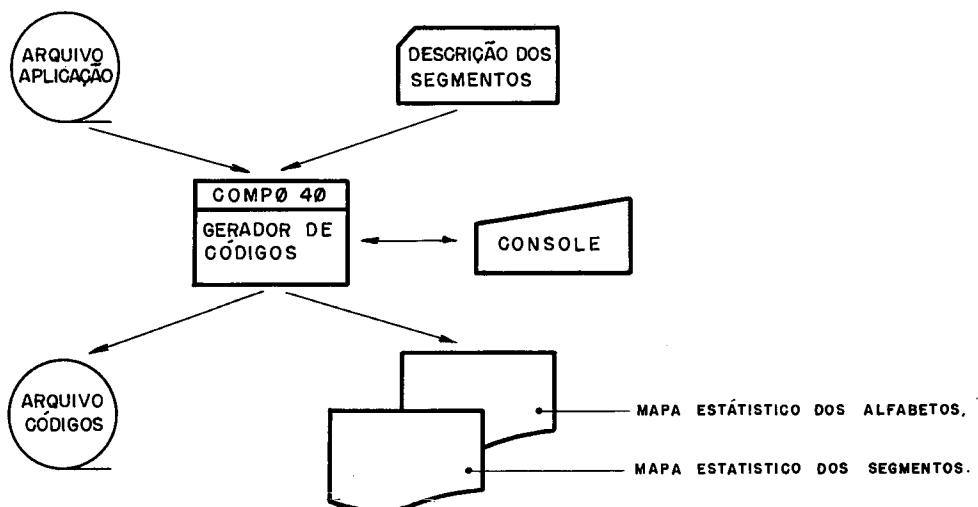 ARQUIVO
APLICAÇÃO
DESCRIÇÃO DOS
SEGMENTOS
COMPØ 4Ø
GERADOR DE
CÓDIGOS
CONSOLE
ARQUIVO
CÓDIGOS
MAPA ESTÁTISTICO DOS ALFABETOS.
MAPA ESTATISTICO DOS SEGMENTOS.